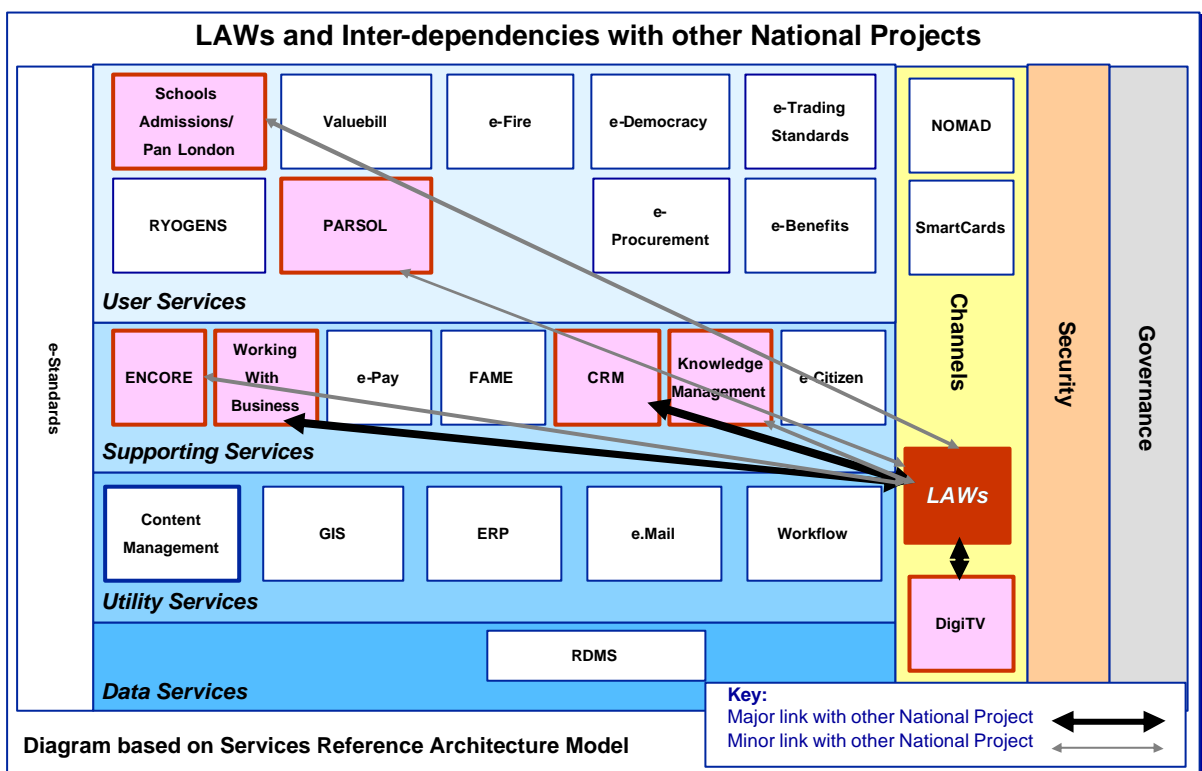 LAWs and Inter-dependencies with other National Projects
e-Standards
Schools
Admissions/
Pan London
Valuebill
e-Fire
e-Democracy
e-Trading
Standards
RYOGENS
PARSOL
e-
Procurement
e-Benefits
User Services
ENCORE
Working
With
Business
e-Pay
FAME
CRM
Knowledge
Management
e-Citizen
Supporting Services
Content
Management
GIS
ERP
e.Mail
Workflow
Utility Services
RDMS
Data Services
NOMAD
SmartCards
Channels
LAWs
DigiTV
Security
Governance
Key:
Major link with other National Project
Minor link with other National Project
Diagram based on Services Reference Architecture Model